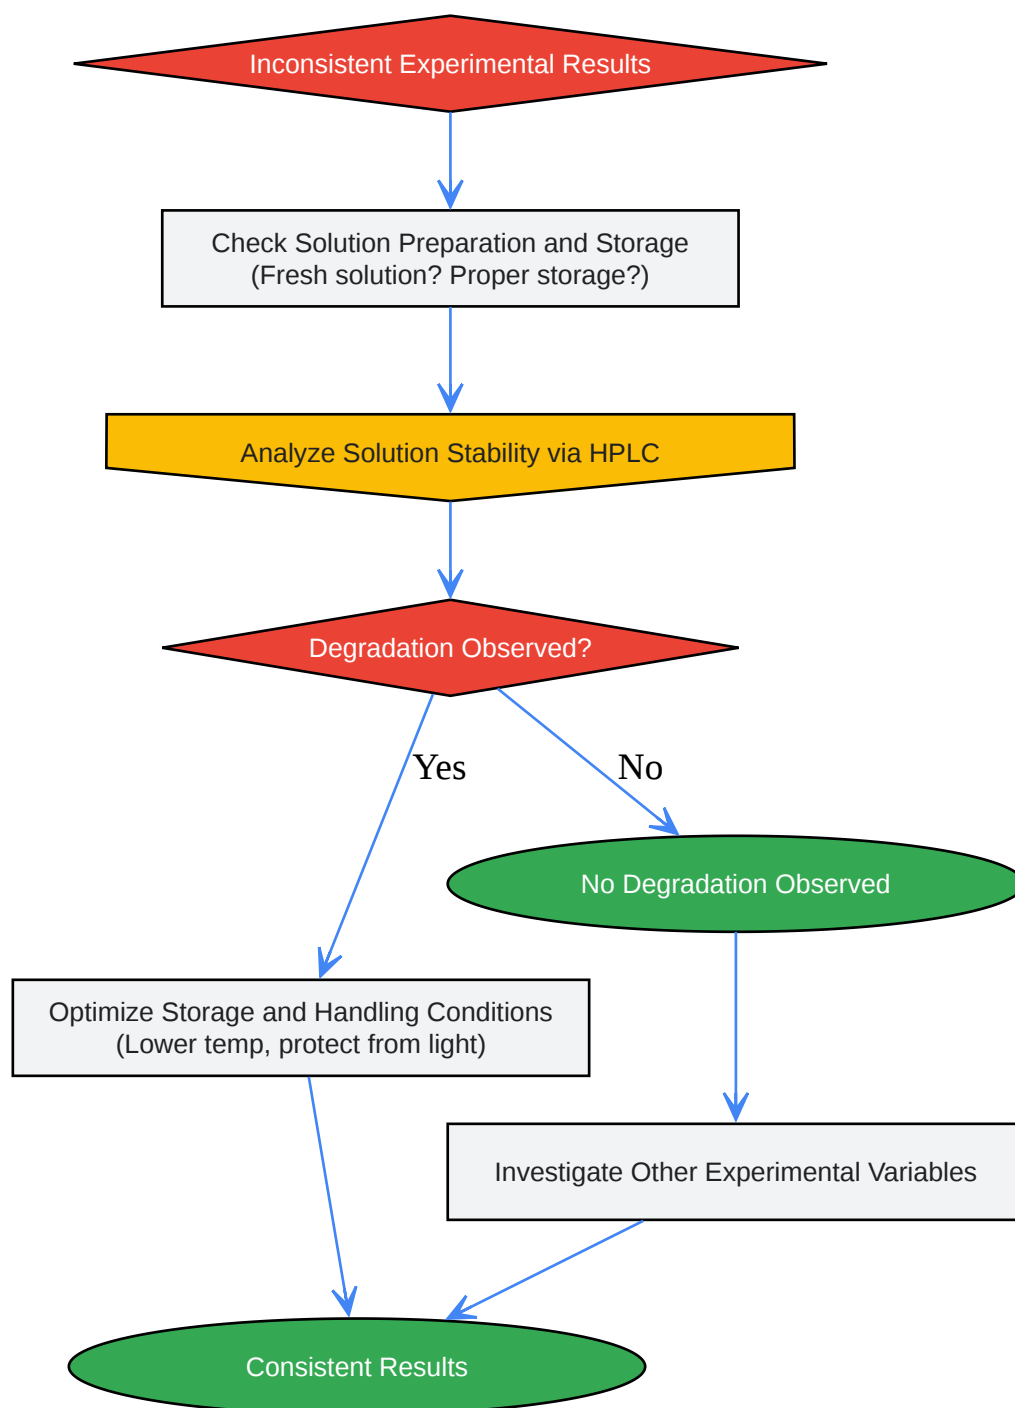 Inconsistent Experimental Results
Check Solution Preparation and Storage
(Fresh solution? Proper storage?)
Analyze Solution Stability via HPLC
Degradation Observed?
Yes
No
No Degradation Observed
Optimize Storage and Handling Conditions
(Lower temp, protect from light)
Investigate Other Experimental Variables
Consistent Results